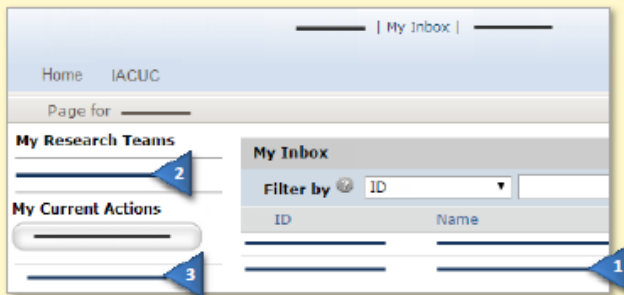 | My Inbox |
Home IACUC
Page for
My Research Teams
2
My Current Actions
3
My Inbox
Filter by ? ID
ID Name
1